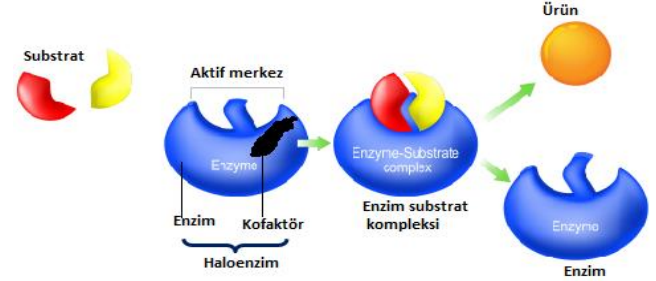 Ürün
Substrat
Aktif merkez
Enzyme
Enzyme-Substrate
complex
Enzim
Kofaktör
Haloenzim
Enzim substrat
kompleksi
Enzyme
Enzim